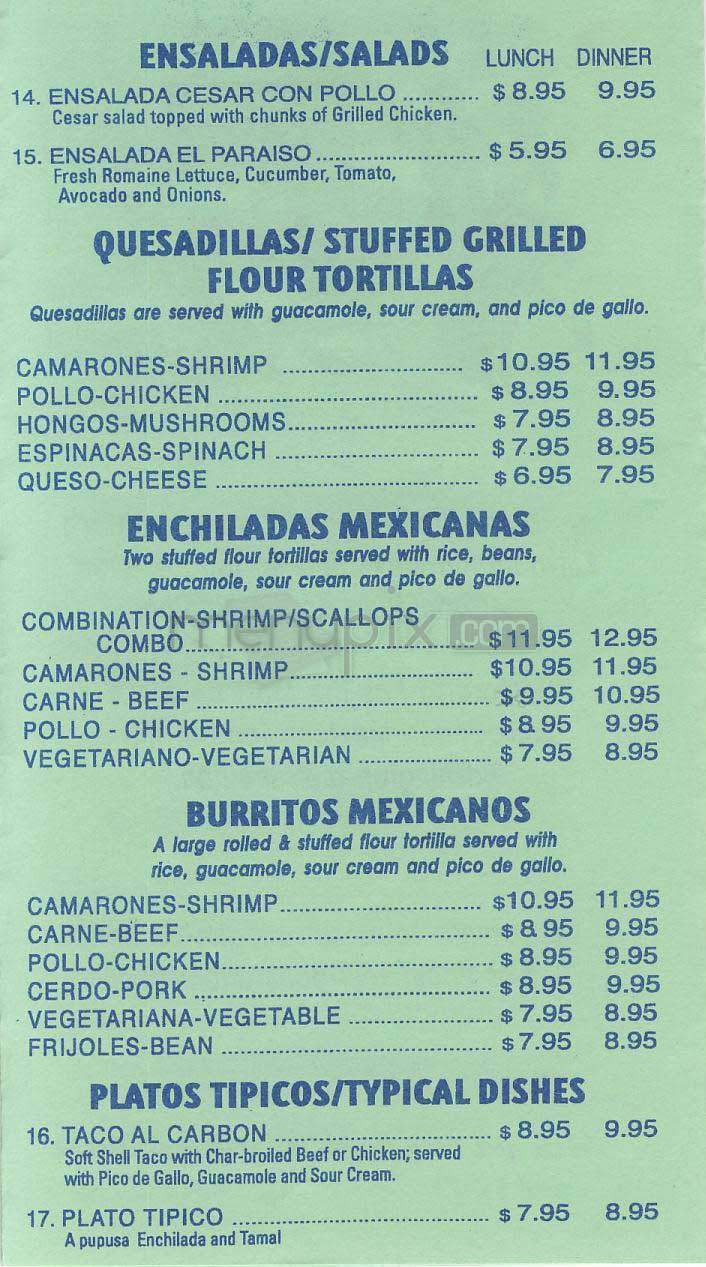 ENSALADAS/SALADS LUNCH DINNER
14. ENSALADA CESAR CON POLLO ............ $ 8.95 9.95
Cesar salad topped with chunks of Grilled Chicken.
15. ENSALADA EL PARAISO .......................... $ 5.95 6.95
Fresh Romaine Lettuce, Cucumber, Tomato,
Avocado and Onions.
QUESADILLAS/ STUFFED GRILLED
FLOUR TORTILLAS
Quesadillas are served with guacamole, sour cream, and pico de gallo.
CAMARONES-SHRIMP ............................. $10.95 11.95
POLLO-CHICKEN .......................................... $ 8.95 9.95
HONGOS-MUSHROOMS.............................. $ 7.95 8.95
ESPINACAS-SPINACH ................................. $ 7.95 8.95
QUESO-CHEESE .......................................... $ 6.95 7.95
ENCHILADAS MEXICANAS
Two stuffed flour tortillas served with rice, beans,
guacamole, sour cream and pico de gallo.
COMBINATION-SHRIMP/SCALLOPS
COMBO.............................................. $ 11.95 12.95
menupix.com
CAMARONES - SHRIMP............................. $10.95 11.95
CARNE - BEEF ............................................... $ 9.95 10.95
POLLO - CHICKEN ....................................... $ 8.95 9.95
VEGETARIANO-VEGETARIAN ..................... $ 7.95 8.95
BURRITOS MEXICANOS
A large rolled & stuffed flour tortilla served with
rice, guacamole, sour cream and pico de gallo.
CAMARONES-SHRIMP................................ $10.95 11.95
CARNE-BEEF.................................................. $ 8.95 9.95
POLLO-CHICKEN........................................... $ 8.95 9.95
CERDO-PORK ............................................... $ 8.95 9.95
VEGETARIANA-VEGETABLE ....................... $ 7.95 8.95
FRIJOLES-BEAN ........................................... $ 7.95 8.95
PLATOS TIPICOS/TYPICAL DISHES
16. TACO AL CARBON ................................... $ 8.95 9.95
Soft Shell Taco with Char-broiled Beef or Chicken; served
with Pico de Gallo, Guacamole and Sour Cream.
17. PLATO TIPICO ......................................... $ 7.95 8.95
A pupusa Enchilada and Tamal